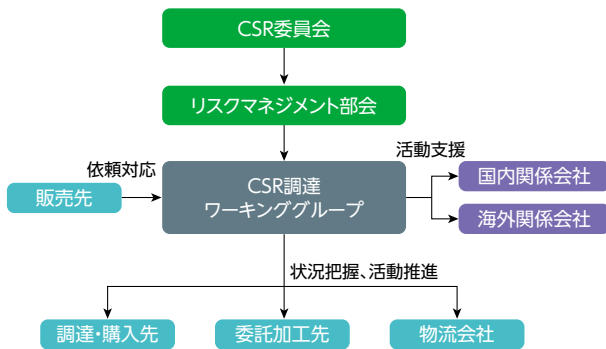 CSR委員会
リスクマネジメント部会
依頼対応
活動支援
販売先
CSR調達
ワーキンググループ
国内関係会社
海外関係会社
状況把握、活動推進
調達・購入先
委託加工先
物流会社